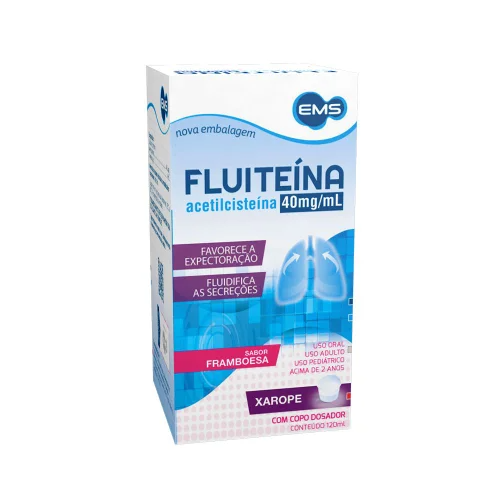 EMS
nova embalagem
FLUITEÍNA
acetilcisteína 40mg/mL
FAVORECE A
EXPECTORAÇÃO
FLUIDIFICA
AS SECREÇÕES
SABOR
FRAMBOESA
USO ORAL
USO ADULTO
USO PEDIÁTRICO
ACIMA DE 2 ANOS
XAROPE
COM COPO DOSADOR
CONTEÚDO 120mL